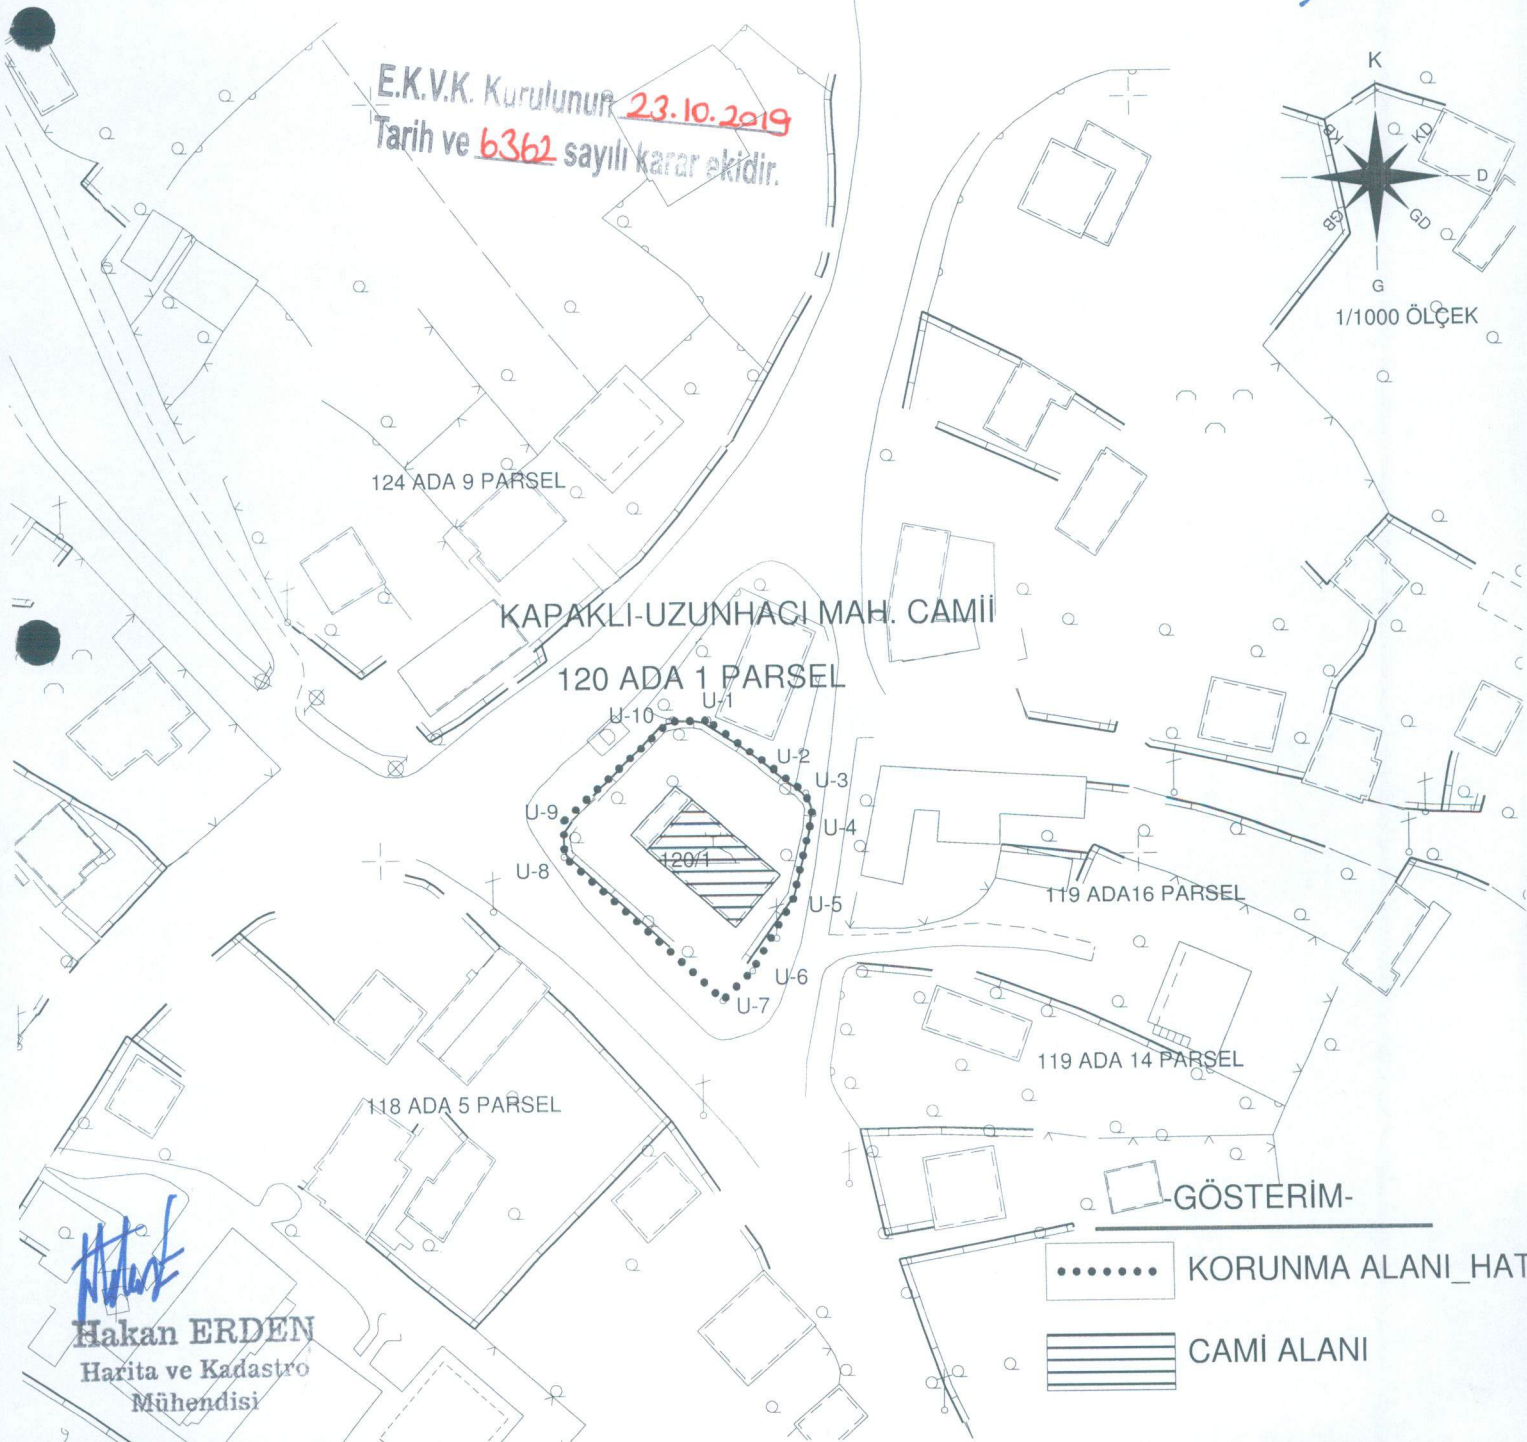 E.K.V.K. Kurulunun 23.10.2019
Tarih ve 6362 sayılı karar ekidir.
K
KB
KD
D
GB
GD
G
1/1000 ÖLÇEK
124 ADA 9 PARSEL
KAPAKLI-UZUNHACI MAH. CAMİİ
120 ADA 1 PARSEL
U-10
U-1
U-2
U-3
U-9
U-4
120/1
U-8
119 ADA16 PARSEL
U-5
U-6
U-7
119 ADA 14 PARSEL
118 ADA 5 PARSEL
-GÖSTERİM-
KORUNMA ALANI_HAT
CAMİ ALANI
Hakan ERDEN
Harita ve Kadastro
Mühendisi